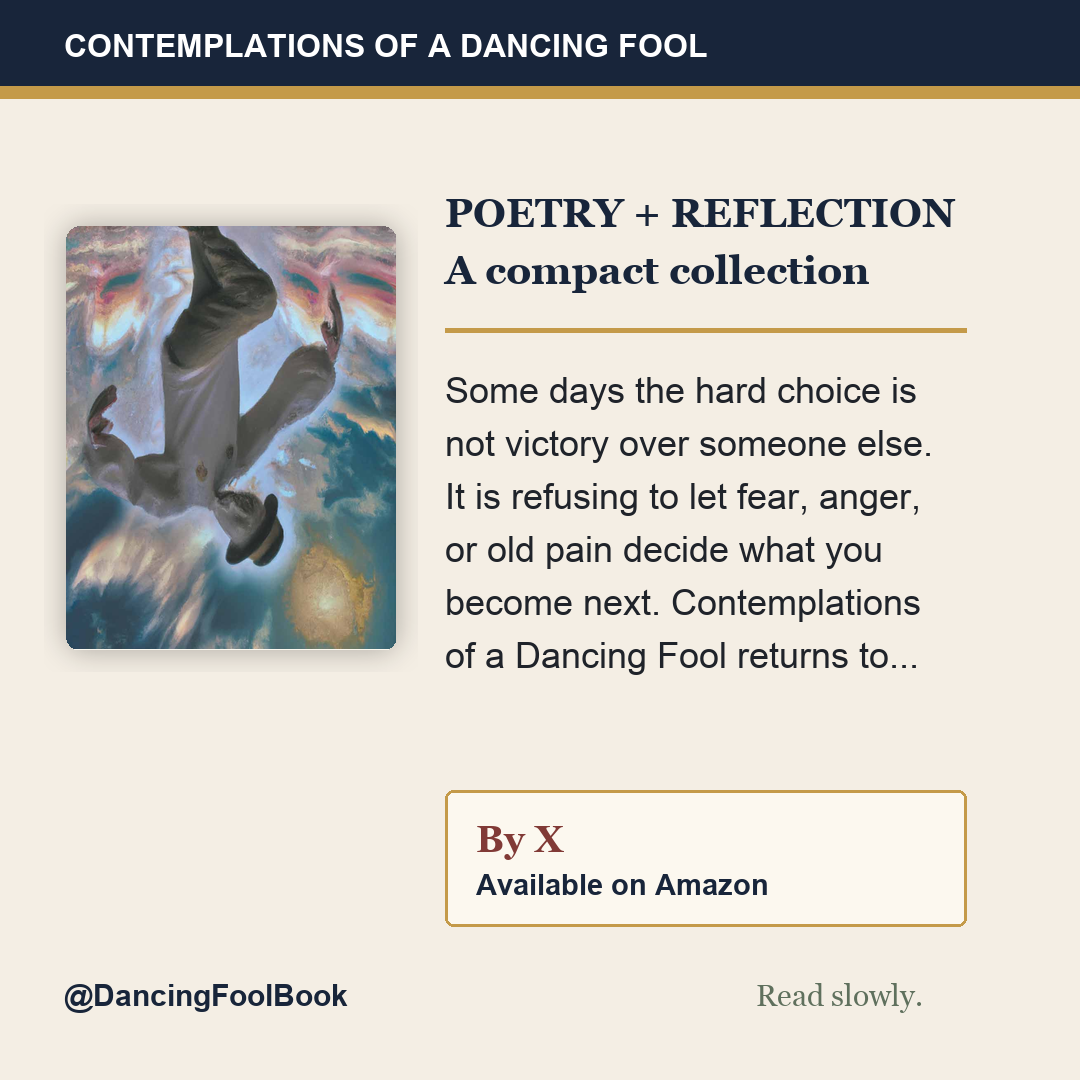 CONTEMPLATIONS OF A DANCING FOOL
POETRY + REFLECTION
A compact collection
Some days the hard choice is
not victory over someone else.
It is refusing to let fear, anger,
or old pain decide what you
become next. Contemplations
of a Dancing Fool returns to...
By X
Available on Amazon
@DancingFoolBook
Read slowly.